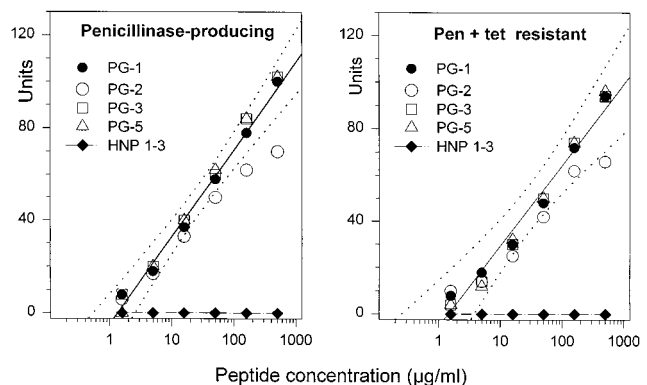 Penicillinase-producing
120
80
40
0
Units
PG-1
PG-2
PG-3
PG-5
HNP 1-3
1
10
100
1000
Pen + tet resistant
120
80
40
0
Units
PG-1
PG-2
PG-3
PG-5
HNP 1-3
1
10
100
1000
Peptide concentration (µg/ml)